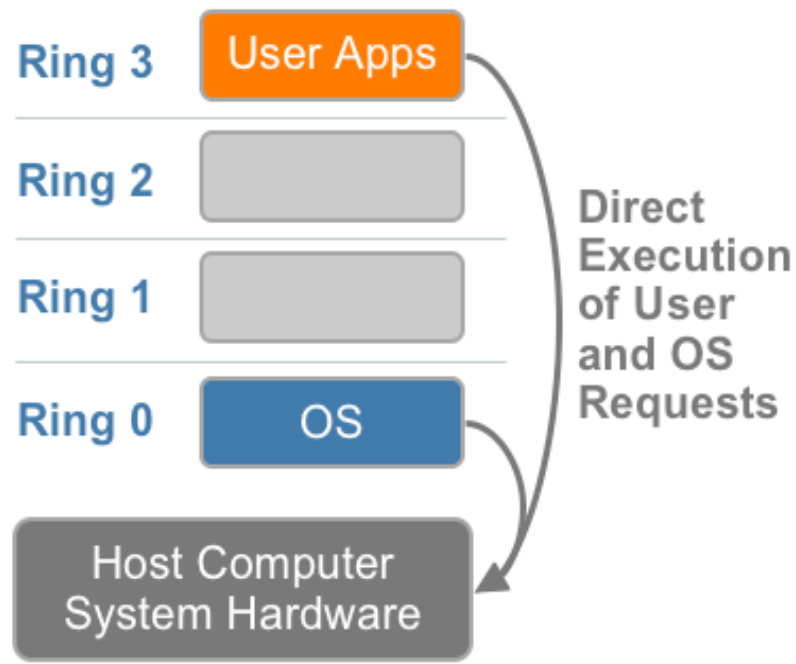 Ring 3
User Apps
Ring 2
Ring 1
Direct
Execution
of User
and OS
Requests
Ring 0
OS
Host Computer
System Hardware